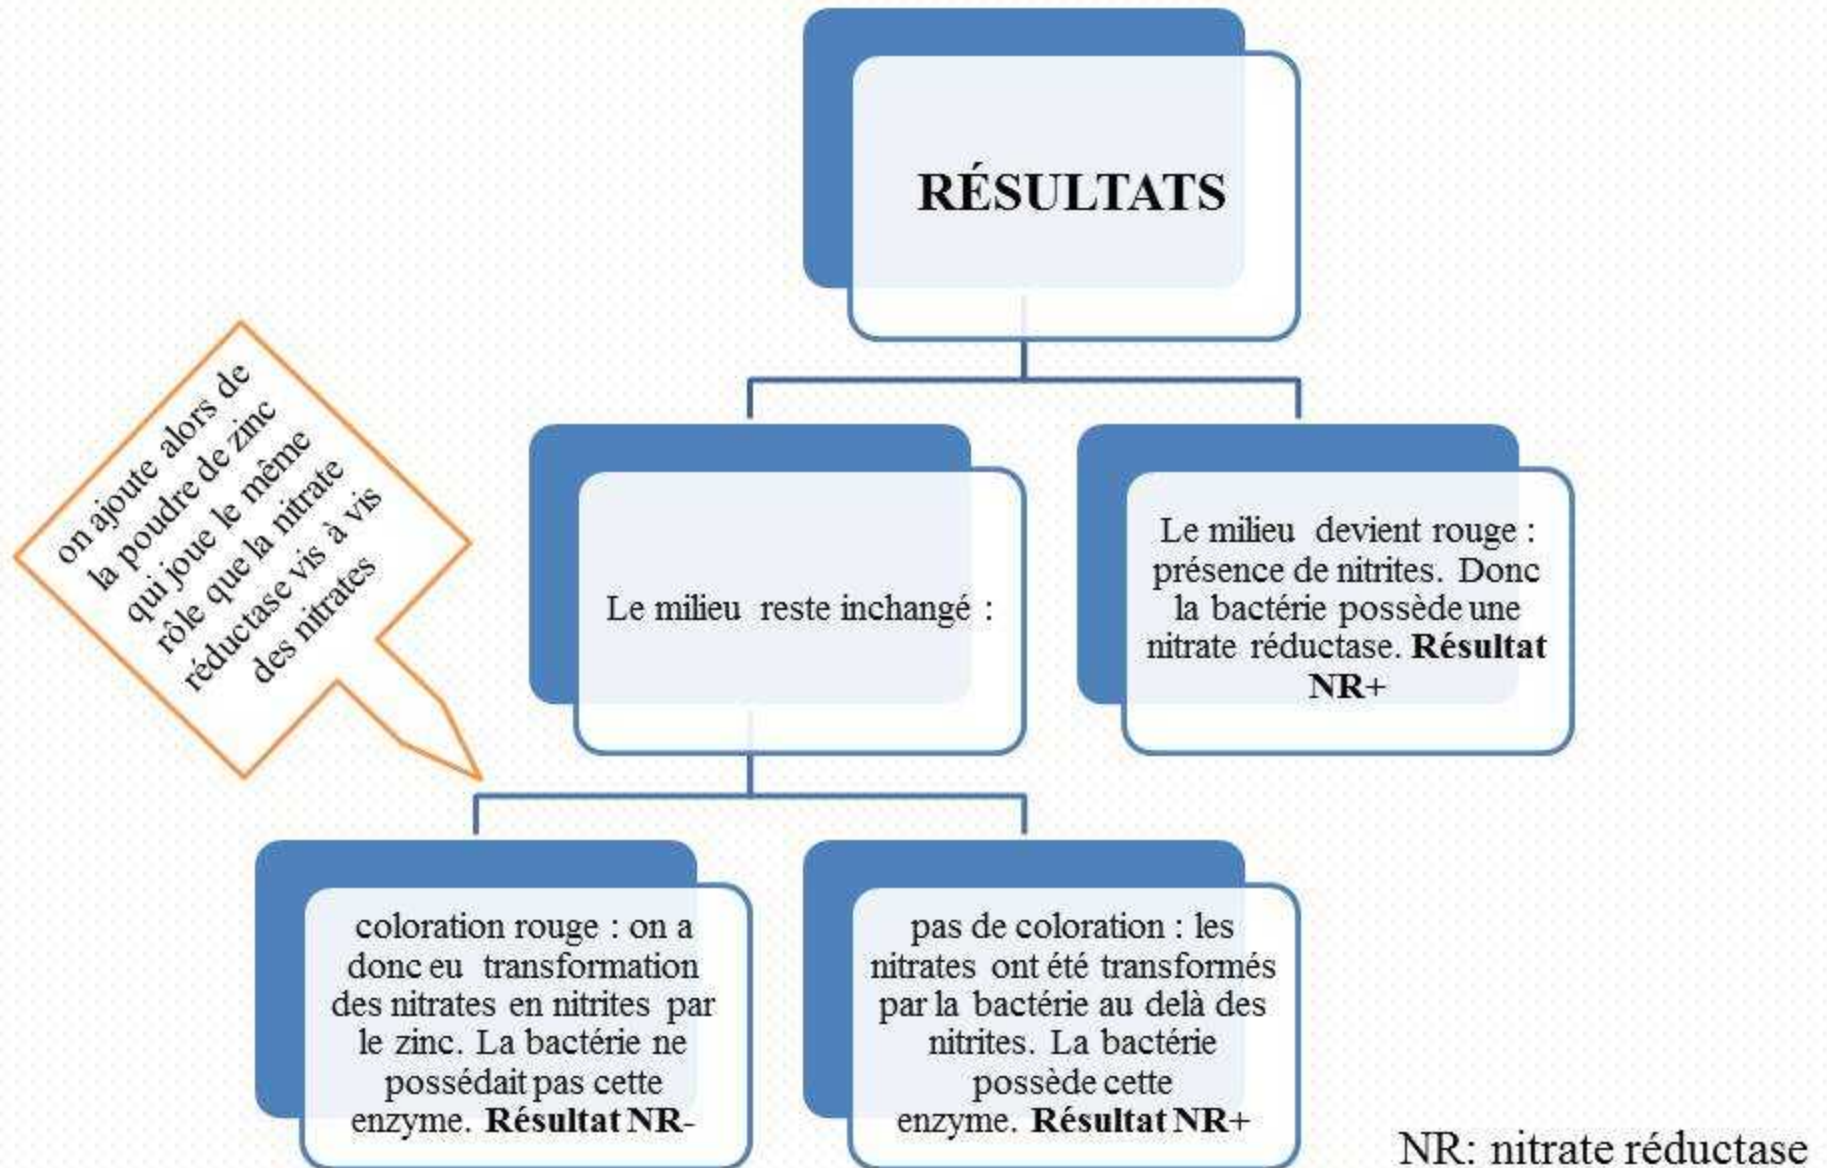 RÉSULTATS
on ajoute alors de
la poudre de zinc
qui joue le même
rôle que la nitrate
réductase vis à vis
des nitrates
Le milieu reste inchangé :
Le milieu devient rouge :
présence de nitrites. Donc
la bactérie possède une
nitrate réductase. Résultat
NR+
coloration rouge : on a
donc eu transformation
des nitrates en nitrites par
le zinc. La bactérie ne
possédait pas cette
enzyme. Résultat NR-
pas de coloration : les
nitrates ont été transformés
par la bactérie au delà des
nitrites. La bactérie
possède cette
enzyme. Résultat NR+
NR: nitrate réductase